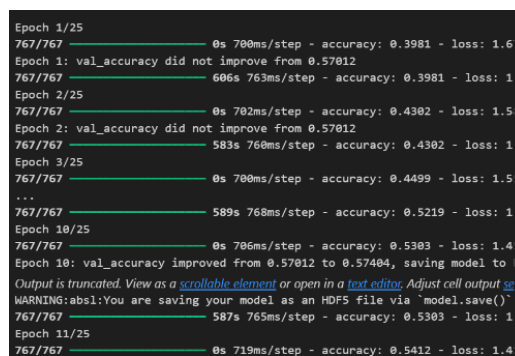 Epoch 1/25
767/767 ━━━━━━━━━━━━━━━━━━━━ 0s 700ms/step - accuracy: 0.3981 - loss: 1.6
Epoch 1: val_accuracy did not improve from 0.57012
767/767 ━━━━━━━━━━━━━━━━━━━━ 606s 763ms/step - accuracy: 0.3981 - loss: 1
Epoch 2/25
767/767 ━━━━━━━━━━━━━━━━━━━━ 0s 702ms/step - accuracy: 0.4302 - loss: 1.5
Epoch 2: val_accuracy did not improve from 0.57012
767/767 ━━━━━━━━━━━━━━━━━━━━ 583s 760ms/step - accuracy: 0.4302 - loss: 1
Epoch 3/25
767/767 ━━━━━━━━━━━━━━━━━━━━ 0s 700ms/step - accuracy: 0.4499 - loss: 1.5
...
767/767 ━━━━━━━━━━━━━━━━━━━━ 589s 768ms/step - accuracy: 0.5219 - loss: 1
Epoch 10/25
767/767 ━━━━━━━━━━━━━━━━━━━━ 0s 706ms/step - accuracy: 0.5303 - loss: 1.4
Epoch 10: val_accuracy improved from 0.57012 to 0.57404, saving model to
Output is truncated. View as a scrollable element or open in a text editor. Adjust cell output se
WARNING:absl:You are saving your model as an HDF5 file via `model.save()`
767/767 ━━━━━━━━━━━━━━━━━━━━ 587s 765ms/step - accuracy: 0.5303 - loss: 1
Epoch 11/25
767/767 ━━━━━━━━━━━━━━━━━━━━ 0s 719ms/step - accuracy: 0.5412 - loss: 1.4